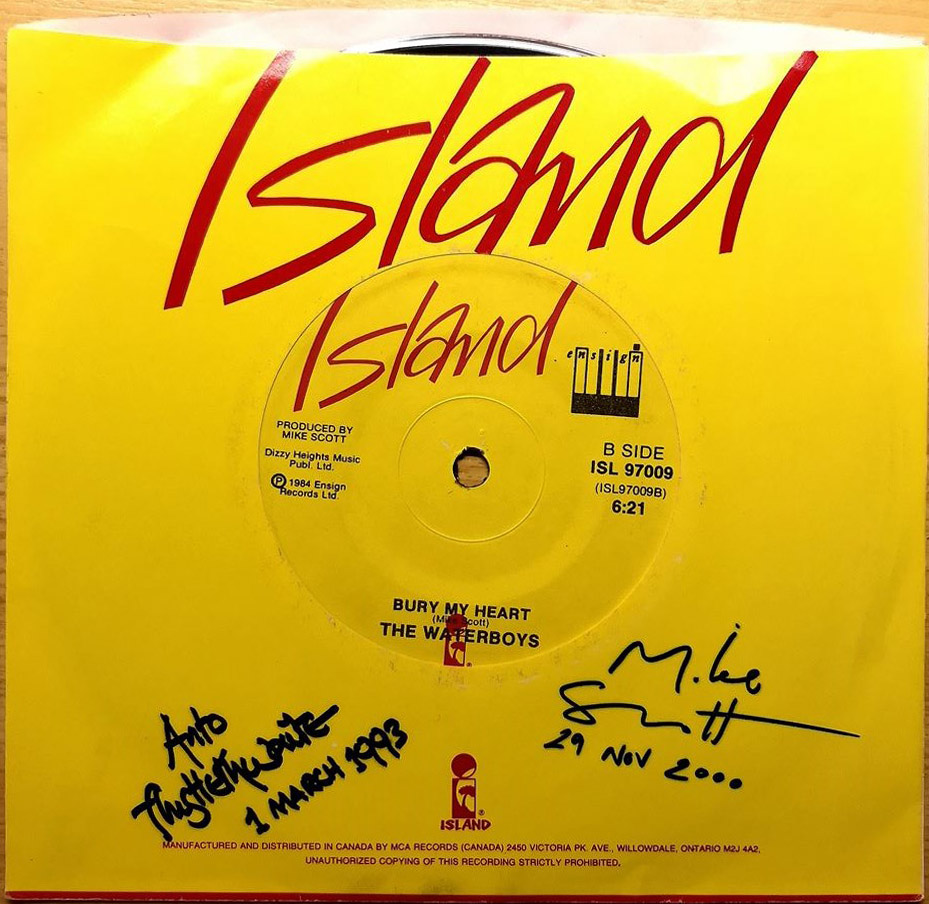 Island
Island
ensign
PRODUCED BY
MIKE SCOTT
Dizzy Heights Music
Publ. Ltd.
Ⓟ 1984 Ensign
Records Ltd.
B SIDE
ISL 97009
(ISL97009B)
6:21
BURY MY HEART
(Mike Scott)
THE WATERBOYS
Mike
Scott
29 NOV 2000
Anto
Thistlethwaite
1 MARCH 1993
ISLAND
MANUFACTURED AND DISTRIBUTED IN CANADA BY MCA RECORDS (CANADA) 2450 VICTORIA PK. AVE., WILLOWDALE, ONTARIO M2J 4A2.
UNAUTHORIZED COPYING OF THIS RECORDING STRICTLY PROHIBITED.